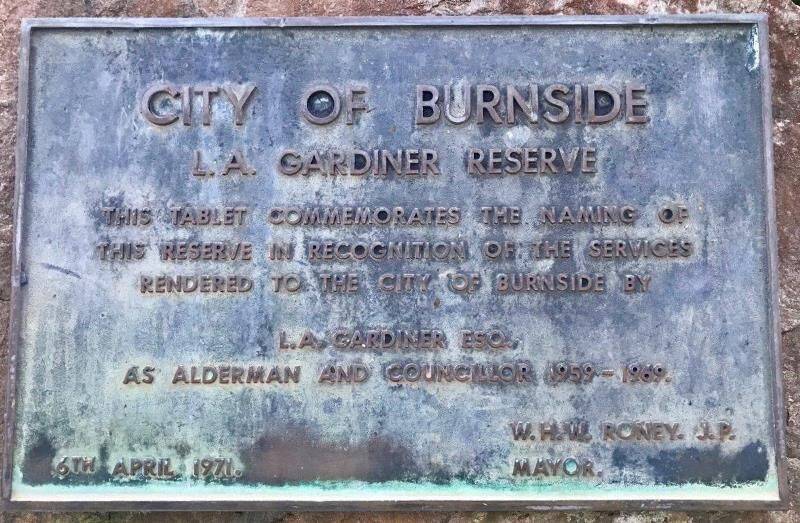 CITY OF BURNSIDE
L.A. GARDINER RESERVE
THIS TABLET COMMEMORATES THE NAMING OF
THIS RESERVE IN RECOGNITION OF THE SERVICES
RENDERED TO THE CITY OF BURNSIDE BY
L.A. GARDINER ESQ.
AS ALDERMAN AND COUNCILLOR 1959-1969.
W.H.W. RONEY. J.P.
6TH APRIL 1971. MAYOR.